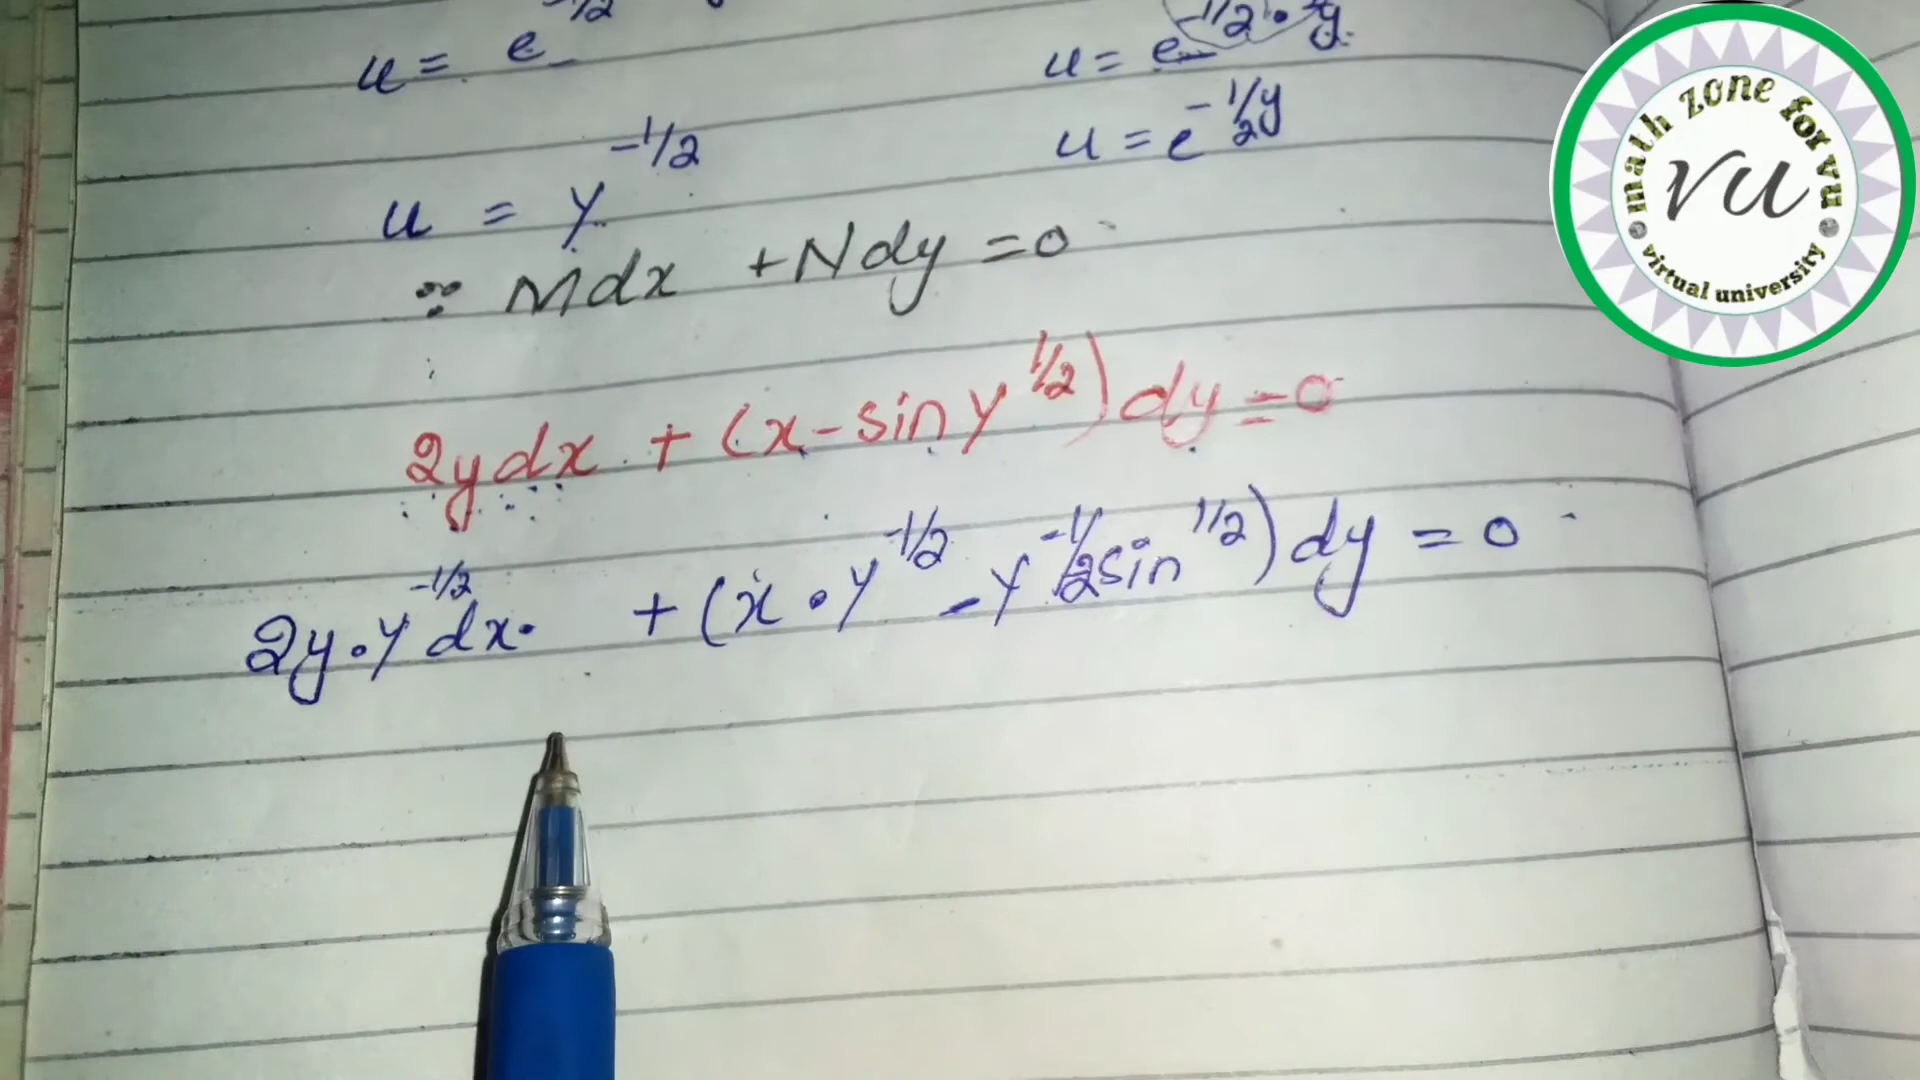 u = e^-1/2
u = e^-1/2·y
u = e^-1/2y
u = y^-1/2
∵ Mdx + Ndy = 0
2ydx + (x - sin y^1/2) dy = 0
2y·y^-1/2 dx· + (x·y^-1/2 - y^-1/2 sin^1/2) dy = 0
math zone for vu
vu
virtual university